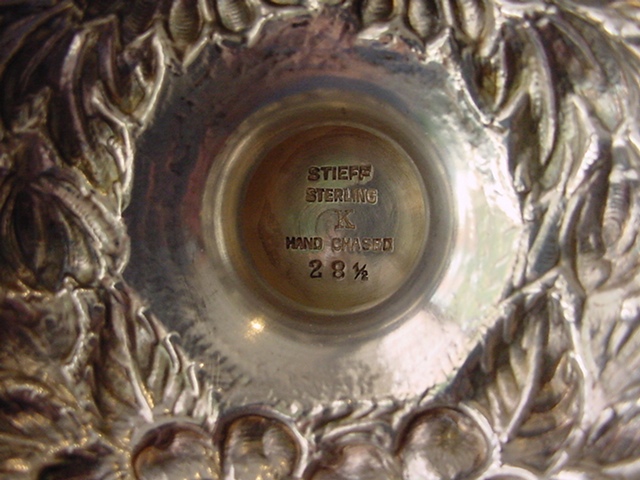 STIEFF
STERLING
K
HAND CHASED
28½